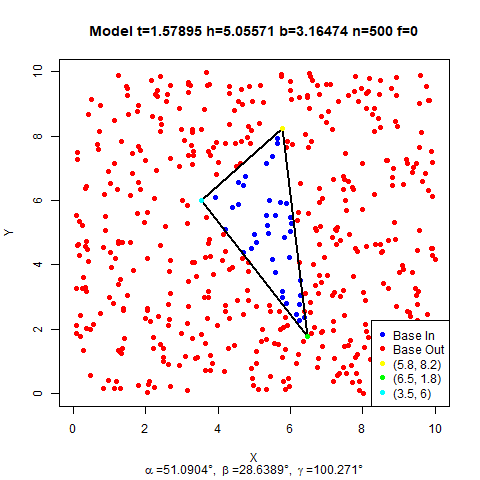 Model t=1.57895 h=5.05571 b=3.16474 n=500 f=0
10
8
6
4
2
0
Y
0 2 4 6 8 10
Base In
Base Out
(5.8, 8.2)
(6.5, 1.8)
(3.5, 6)
X
α=51.0904°, β=28.6389°, γ=100.271°